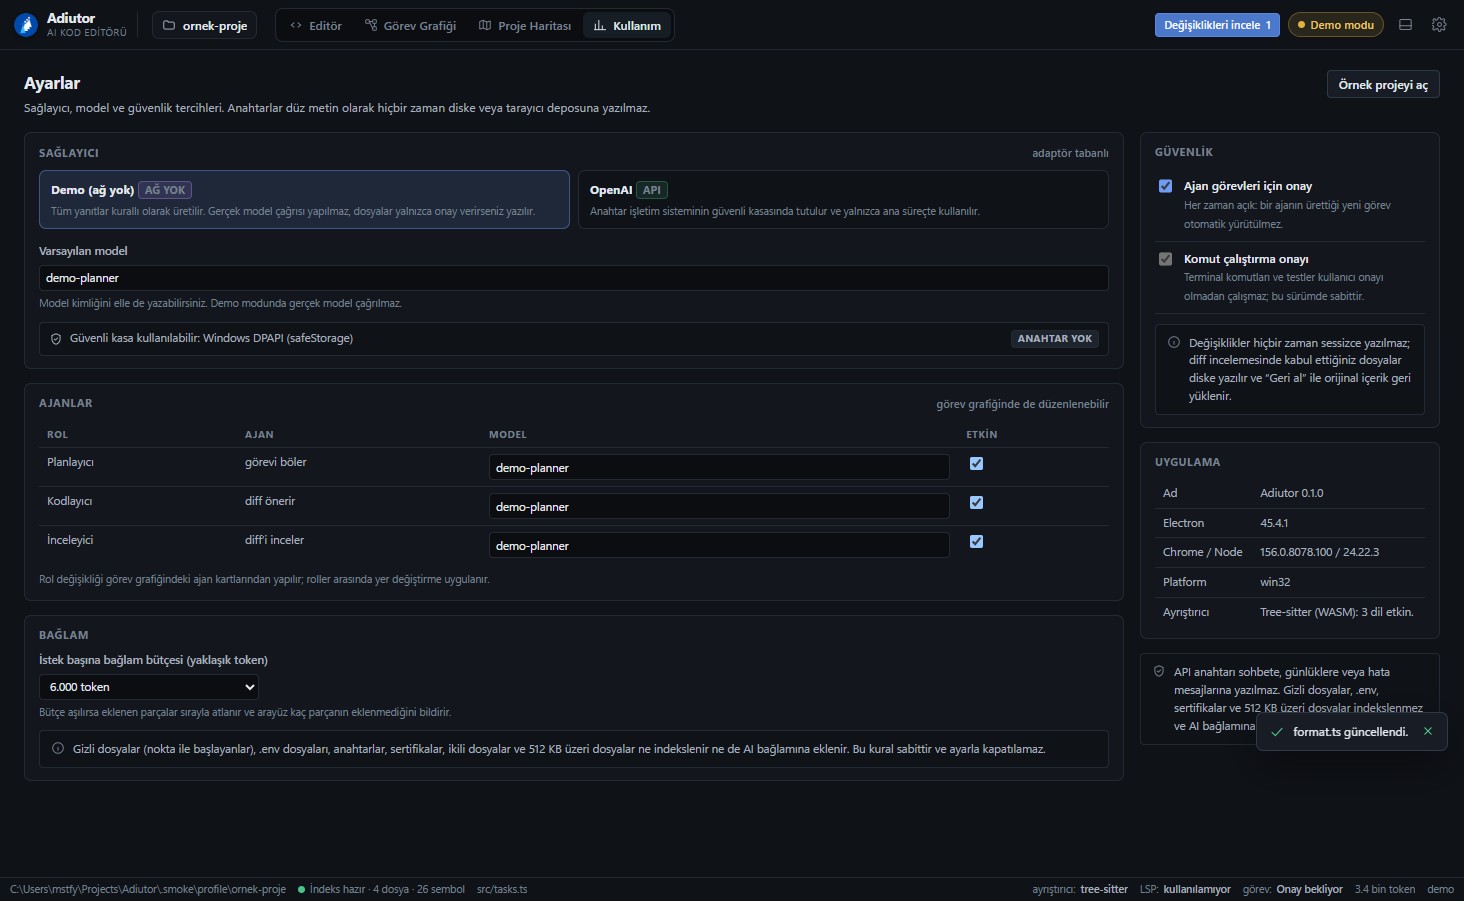 Adiutor
AI KOD EDİTÖRÜ
ornek-proje
Editör
Görev Grafiği
Proje Haritası
Kullanım
Değişiklikleri incele 1
Demo modu
Ayarlar
Sağlayıcı, model ve güvenlik tercihleri. Anahtarlar düz metin olarak hiçbir zaman diske veya tarayıcı deposuna yazılmaz.
Örnek projeyi aç
SAĞLAYICI
adaptör tabanlı
Demo (ağ yok) AĞ YOK
Tüm yanıtlar kurallı olarak üretilir. Gerçek model çağrısı yapılmaz, dosyalar yalnızca onay verirseniz yazılır.
OpenAI API
Anahtar işletim sisteminin güvenli kasasında tutulur ve yalnızca ana süreçte kullanılır.
Varsayılan model
demo-planner
Model kimliğini elle de yazabilirsiniz. Demo modunda gerçek model çağrılmaz.
Güvenli kasa kullanılabilir: Windows DPAPI (safeStorage)
ANAHTAR YOK
AJANLAR
görev grafiğinde de düzenlenebilir
ROL AJAN MODEL ETKİN
Planlayıcı görevi böler demo-planner
Kodlayıcı diff önerir demo-planner
İnceleyici diff'i inceler demo-planner
Rol değişikliği görev grafiğindeki ajan kartlarından yapılır; roller arasında yer değiştirme uygulanır.
BAĞLAM
İstek başına bağlam bütçesi (yaklaşık token)
6.000 token
Bütçe aşılırsa eklenen parçalar sırayla atlanır ve arayüz kaç parçanın eklenmediğini bildirir.
Gizli dosyalar (nokta ile başlayanlar), .env dosyaları, anahtarlar, sertifikalar, ikili dosyalar ve 512 KB üzeri dosyalar ne indekslenir ne de AI bağlamına eklenir. Bu kural sabittir ve ayarla kapatılamaz.
GÜVENLİK
Ajan görevleri için onay
Her zaman açık: bir ajanın ürettiği yeni görev
otomatik yürütülmez.
Komut çalıştırma onayı
Terminal komutları ve testler kullanıcı onayı
olmadan çalışmaz; bu sürümde sabittir.
Değişiklikler hiçbir zaman sessizce yazılmaz;
diff incelemesinde kabul ettiğiniz dosyalar
diske yazılır ve "Geri al" ile orijinal içerik geri
yüklenir.
UYGULAMA
Ad Adiutor 0.1.0
Electron 45.4.1
Chrome / Node 156.0.8078.100 / 24.22.3
Platform win32
Ayrıştırıcı Tree-sitter (WASM): 3 dil etkin.
API anahtarı sohbete, günlüklere veya hata
mesajlarına yazılmaz. Gizli dosyalar, .env,
sertifikalar ve 512 KB üzeri dosyalar indekslenmez
ve AI bağlamına
format.ts güncellendi.
C:\Users\mstfy\Projects\Adiutor\.smoke\profile\ornek-proje İndeks hazır · 4 dosya · 26 sembol src/tasks.ts
ayrıştırıcı: tree-sitter LSP: kullanılamıyor görev: Onay bekliyor 3.4 bin token demo